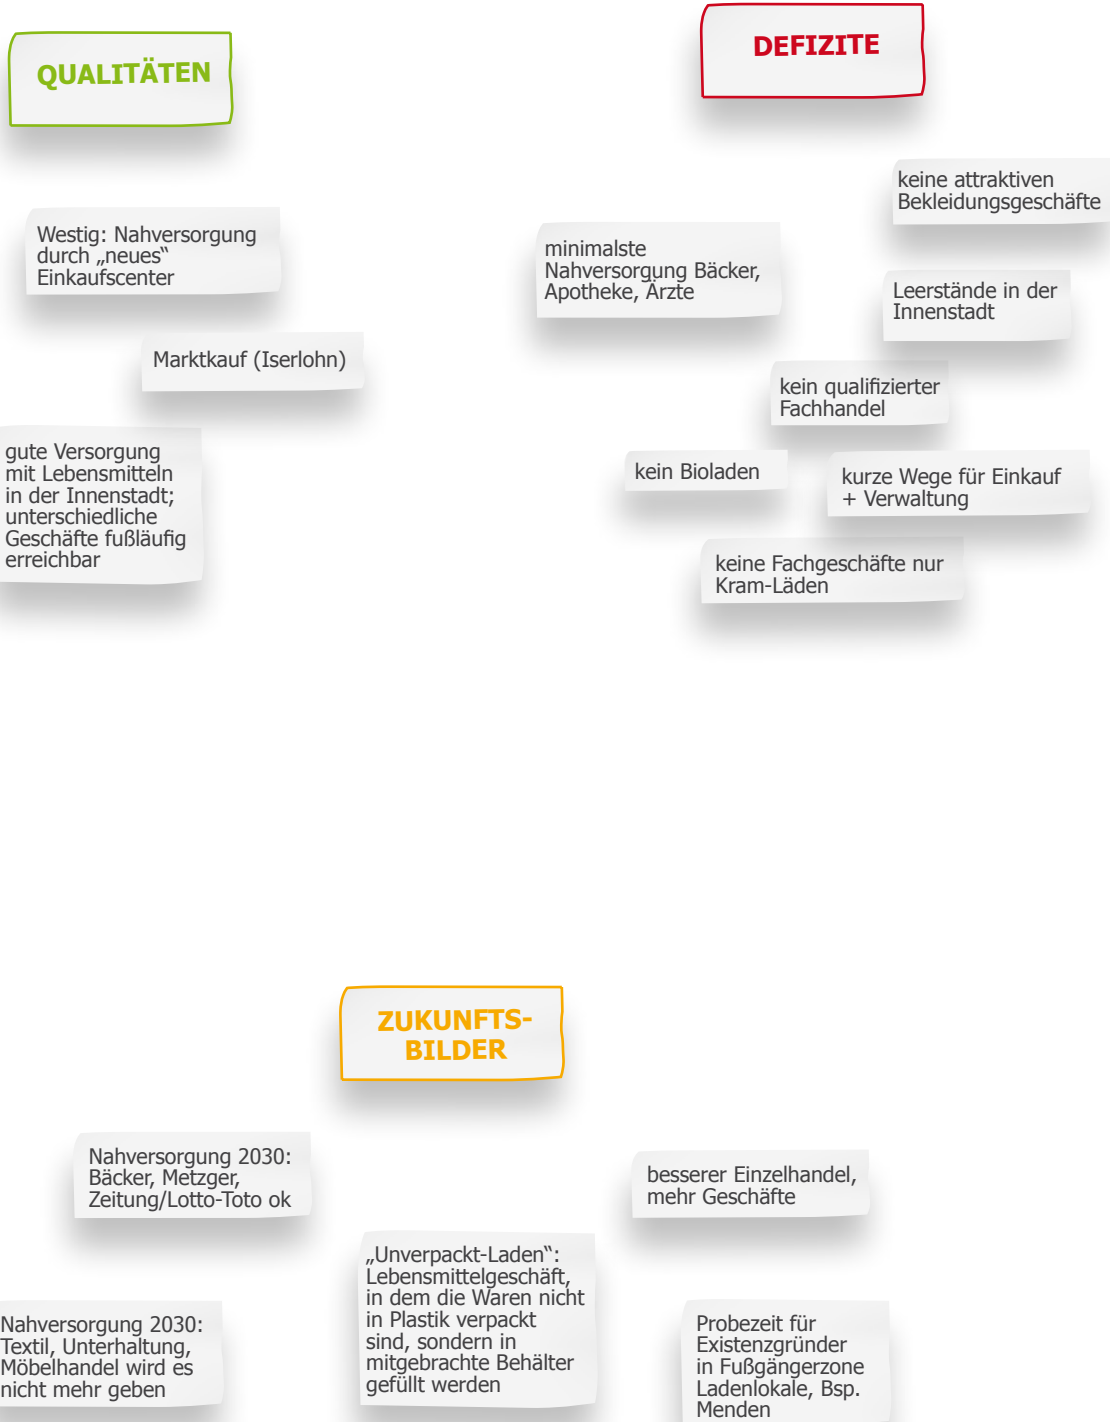 QUALITÄTEN
Westig: Nahversorgung
durch „neues“
Einkaufscenter
Marktkauf (Iserlohn)
gute Versorgung
mit Lebensmitteln
in der Innenstadt;
unterschiedliche
Geschäfte fußläufig
erreichbar
DEFIZITE
keine attraktiven
Bekleidungsgeschäfte
minimalste
Nahversorgung Bäcker,
Apotheke, Ärzte
Leerstände in der
Innenstadt
kein qualifizierter
Fachhandel
kein Bioladen
kurze Wege für Einkauf
+ Verwaltung
keine Fachgeschäfte nur
Kram-Läden
ZUKUNFTS-
BILDER
Nahversorgung 2030:
Bäcker, Metzger,
Zeitung/Lotto-Toto ok
besserer Einzelhandel,
mehr Geschäfte
„Unverpackt-Laden“:
Lebensmittelgeschäft,
in dem die Waren nicht
in Plastik verpackt
sind, sondern in
mitgebrachte Behälter
gefüllt werden
Nahversorgung 2030:
Textil, Unterhaltung,
Möbelhandel wird es
nicht mehr geben
Probezeit für
Existenzgründer
in Fußgängerzone
Ladenlokale, Bsp.
Menden